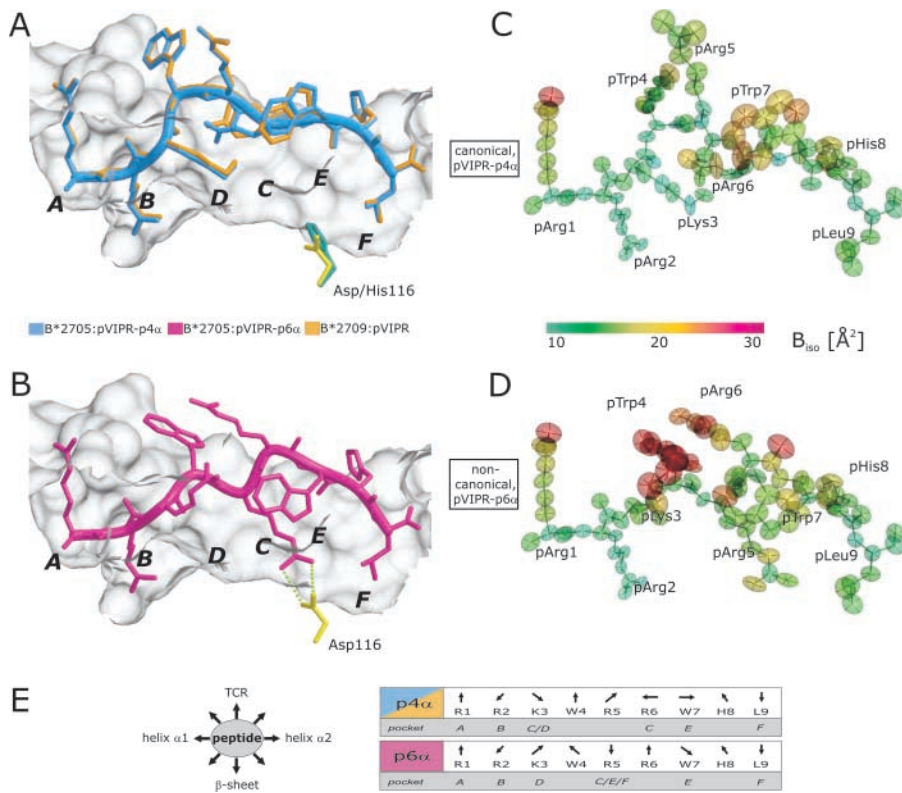 A
A B D C E F
Asp/His116
B*2705:pVIPR-p4α B*2705:pVIPR-p6α B*2709:pVIPR
C
canonical,
pVIPR-p4α
pArg5
pTrp4
pTrp7
pHis8
pArg6
pArg1
pLys3
pLeu9
pArg2
10 20 30 Biso [Å²]
B
A B D C E F
Asp116
D
non-
canonical,
pVIPR-p6α
pArg6
pTrp4
pHis8
pLys3
pTrp7
pArg1
pArg5
pLeu9
pArg2
E
TCR
helix α1 peptide helix α2
β-sheet
p4α ↑ ↙ ↘ ↑ ↗ ← → ↖ ↓
R1 R2 K3 W4 R5 R6 W7 H8 L9
pocket A B C/D C E F
p6α ↑ ↙ ↗ ↖ ↓ ↑ ↘ ↖ ↓
R1 R2 K3 W4 R5 R6 W7 H8 L9
pocket A B D C/E/F E F